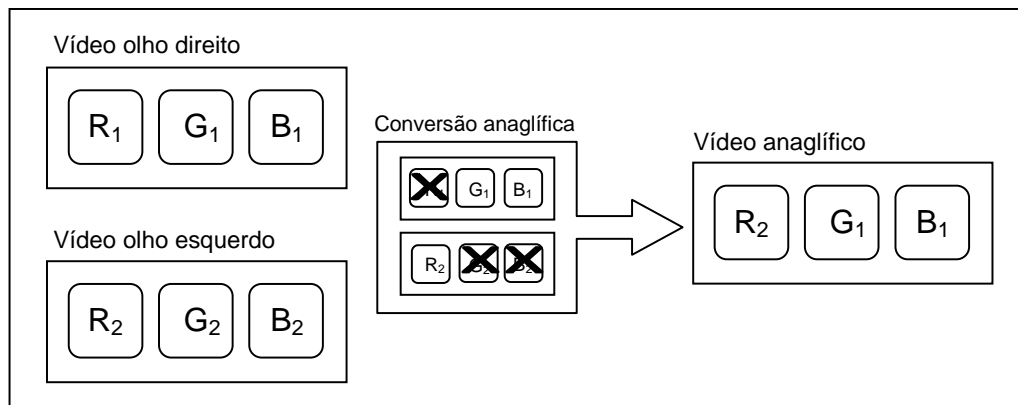 Vídeo olho direito
R₁ G₁ B₁
Vídeo olho esquerdo
R₂ G₂ B₂
Conversão anaglífica
G₁ B₁
R₂
Vídeo anaglífico
R₂ G₁ B₁